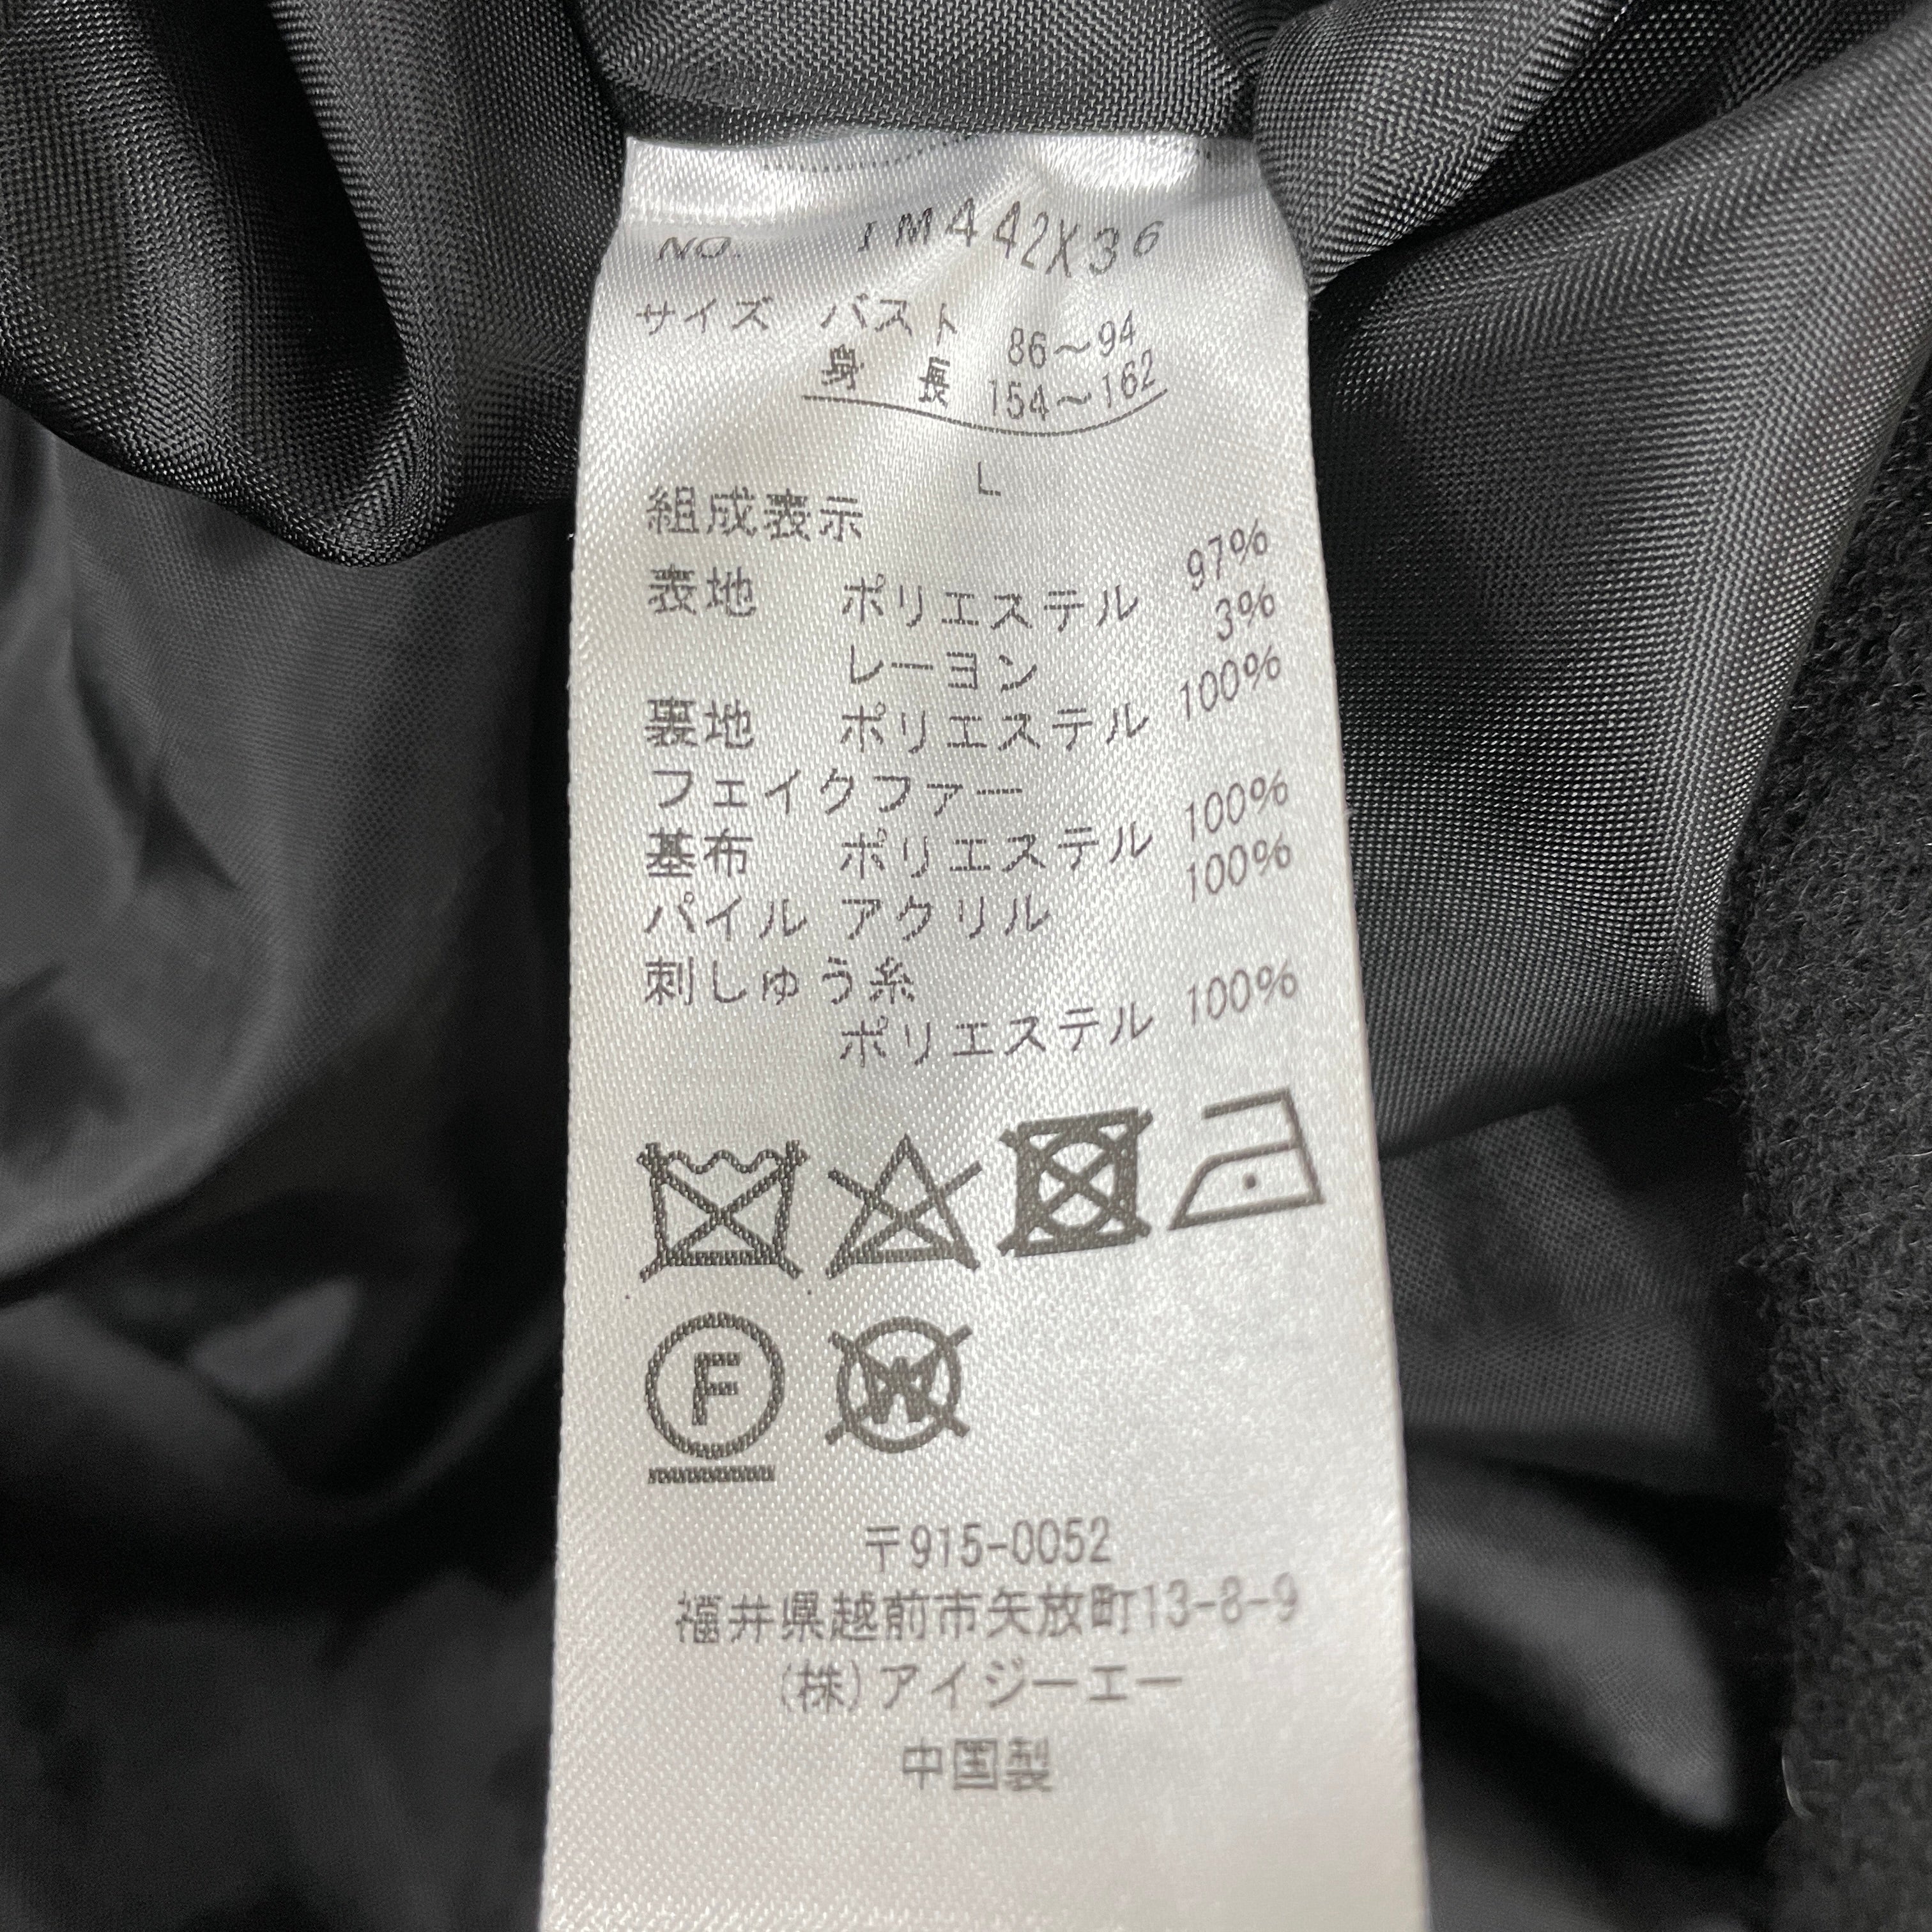 NO. IM442X36
サイズ バスト 86～94
身長 154～162
L
組成表示
表地 ポリエステル 97%
レーヨン 3%
裏地 ポリエステル 100%
フェイクファー
基布 ポリエステル 100%
パイル アクリル 100%
刺しゅう糸
ポリエステル 100%
F W
〒915-0052
福井県越前市矢放町13-8-9
(株)アイジーエー
中国製